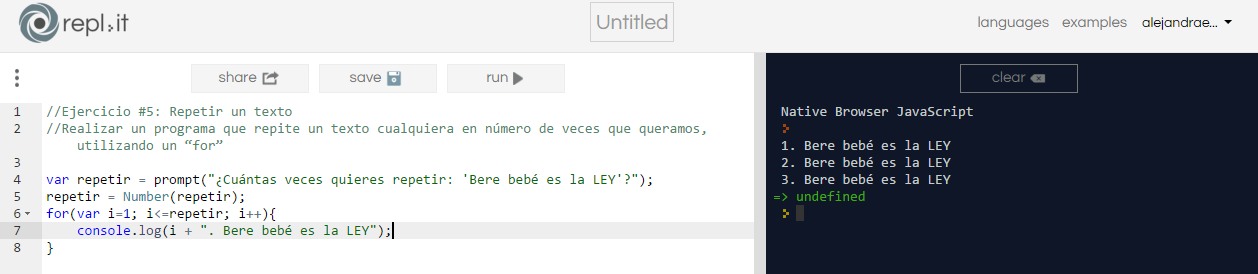 repl.it
Untitled
languages examples alejandrae...
share save run
clear
1 //Ejercicio #5: Repetir un texto
2 //Realizar un programa que repite un texto cualquiera en número de veces que queramos,
utilizando un “for”
3
4 var repetir = prompt("¿Cuántas veces quieres repetir: 'Bere bebé es la LEY'?");
5 repetir = Number(repetir);
6 for(var i=1; i<=repetir; i++){
7 console.log(i + ". Bere bebé es la LEY");
8 }
Native Browser JavaScript
1. Bere bebé es la LEY
2. Bere bebé es la LEY
3. Bere bebé es la LEY
=> undefined